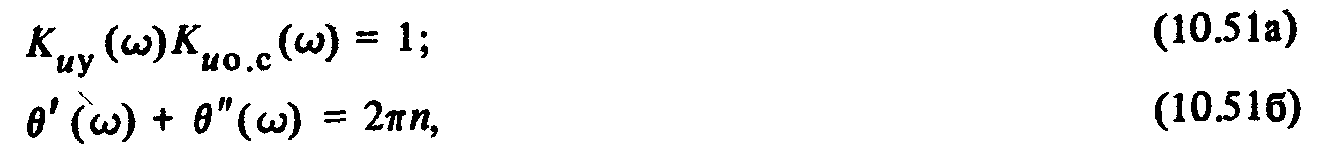 K_{uу}(ω)K_{uо.с}(ω) = 1; (10.51а)
θ′(ω) + θ″(ω) = 2πn, (10.51б)